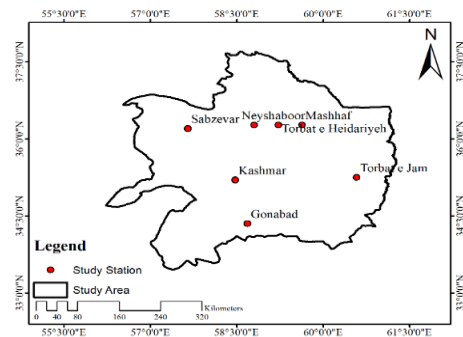 55°30'0"E 57°0'0"E 58°30'0"E 60°0'0"E 61°30'0"E
N
37°30'0"N 37°30'0"N
Sabzevar Neyshaboor Mashhaf
Torbat e Heidariyeh
36°0'0"N 36°0'0"N
Kashmar Torbat e Jam
34°30'0"N 34°30'0"N
Gonabad
Legend
Study Station
Study Area
33°0'0"N 33°0'0"N
Kilometers
0 40 80 160 240 320
55°30'0"E 57°0'0"E 58°30'0"E 60°0'0"E 61°30'0"E